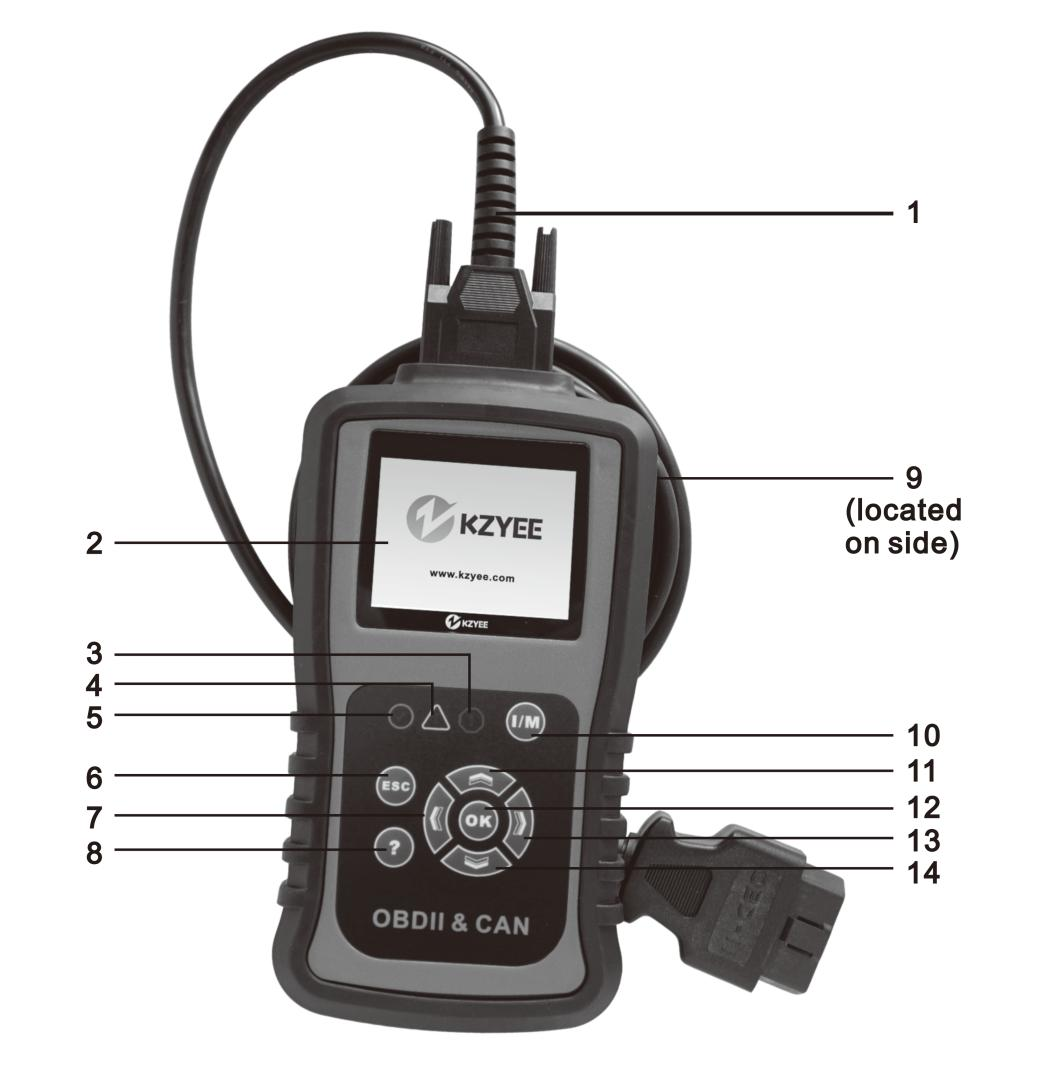 1
9
(located
on side)
2
KZYEE
www.kzyee.com
KZYEE
3
4
5
I/M
10
6
ESC
11
7
OK
12
8
?
13
14
OBDII & CAN